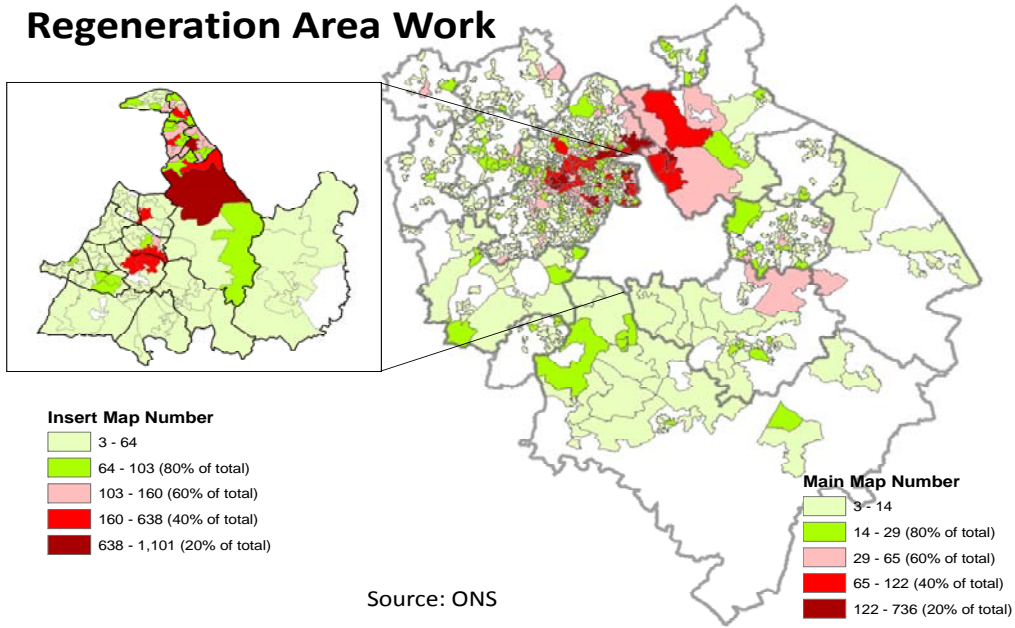 Regeneration Area Work
Insert Map Number
3 - 64
64 - 103 (80% of total)
103 - 160 (60% of total)
160 - 638 (40% of total)
638 - 1,101 (20% of total)
Source: ONS
Main Map Number
3 - 14
14 - 29 (80% of total)
29 - 65 (60% of total)
65 - 122 (40% of total)
122 - 736 (20% of total)